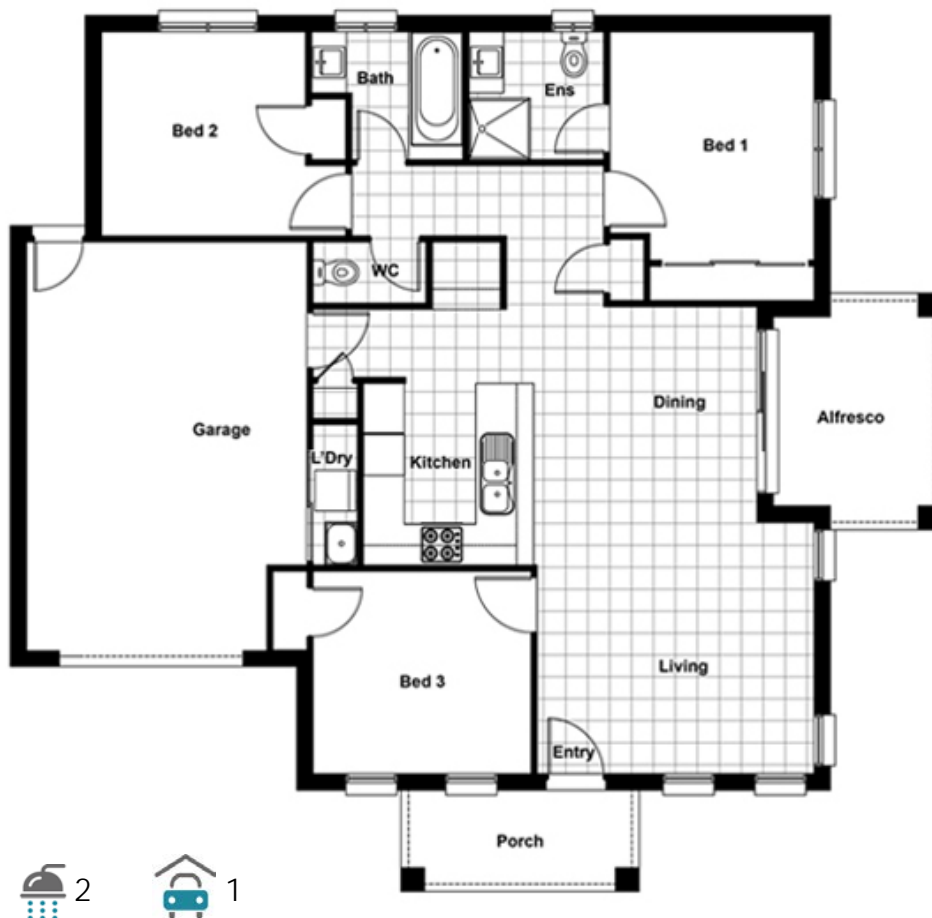 Bath
Ens
Bed 2
Bed 1
WC
Dining
Alfresco
Garage
L'Dry
Kitchen
Living
Bed 3
Entry
Porch
2
1